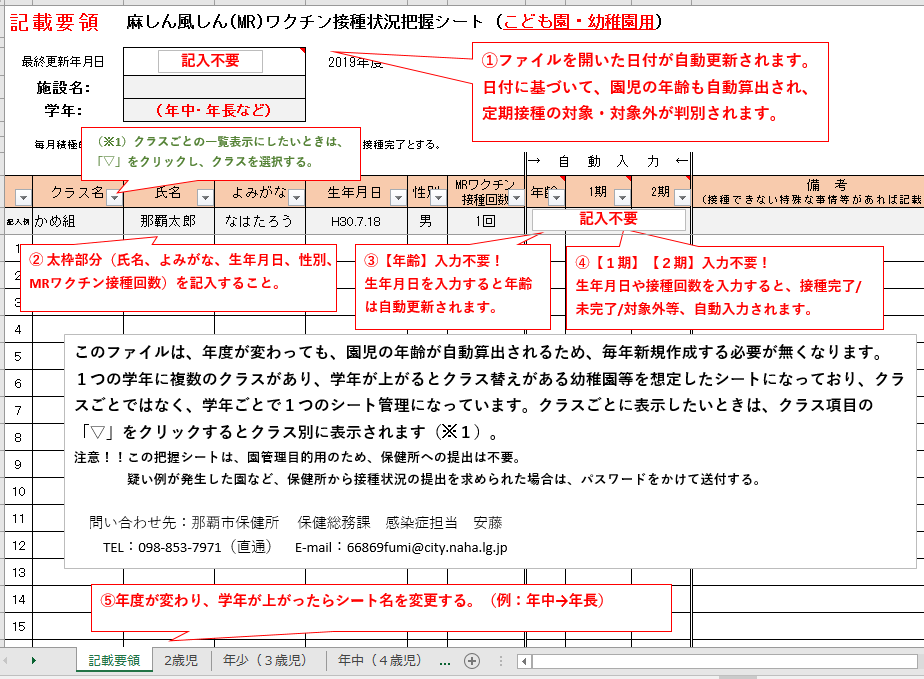 記載要領 麻しん風しん(MR)ワクチン接種状況把握シート（こども園・幼稚園用）
最終更新年月日 記入不要 2019年度
施設名：
学年： （年中・年長など）
①ファイルを開いた日付が自動更新されます。
日付に基づいて、園児の年齢も自動算出され、
定期接種の対象・対象外が判別されます。
毎月積極的
接種完了とする。
（※1）クラスごとの一覧表示にしたいときは、
「▽」をクリックし、クラスを選択する。
→ 自 動 入 力 ←
クラス名 氏名 よみがな 生年月日 性別 MRワクチン
接種回数 年齢 1期 2期 備 考
（接種できない特殊な事情等があれば記載
記入例 かめ組 那覇太郎 なはたろう H30.7.18 男 1回 記入不要
②太枠部分（氏名、よみがな、生年月日、性別、
MRワクチン接種回数）を記入すること。
③【年齢】入力不要！
生年月日を入力すると年齢
は自動更新されます。
④【１期】【２期】入力不要！
生年月日や接種回数を入力すると、接種完了/
未完了/対象外等、自動入力されます。
1
2
3
4
5
6
7
8
9
10
11
12
13
14
15
このファイルは、年度が変わっても、園児の年齢が自動算出されるため、毎年新規作成する必要が無くなります。
１つの学年に複数のクラスがあり、学年が上がるとクラス替えがある幼稚園等を想定したシートになっており、クラ
スごとではなく、学年ごとで１つのシート管理になっています。クラスごとに表示したいときは、クラス項目の
「▽」をクリックするとクラス別に表示されます（※１）。
注意！！この把握シートは、園管理目的用のため、保健所への提出は不要。
疑い例が発生した園など、保健所から接種状況の提出を求められた場合は、パスワードをかけて送付する。
問い合わせ先：那覇市保健所 保健総務課 感染症担当 安藤
TEL：098-853-7971（直通） E-mail：66869fumi@city.naha.lg.jp
⑤年度が変わり、学年が上がったらシート名を変更する。（例：年中→年長）
記載要領 2歳児 年少（３歳児） 年中（４歳児） ...